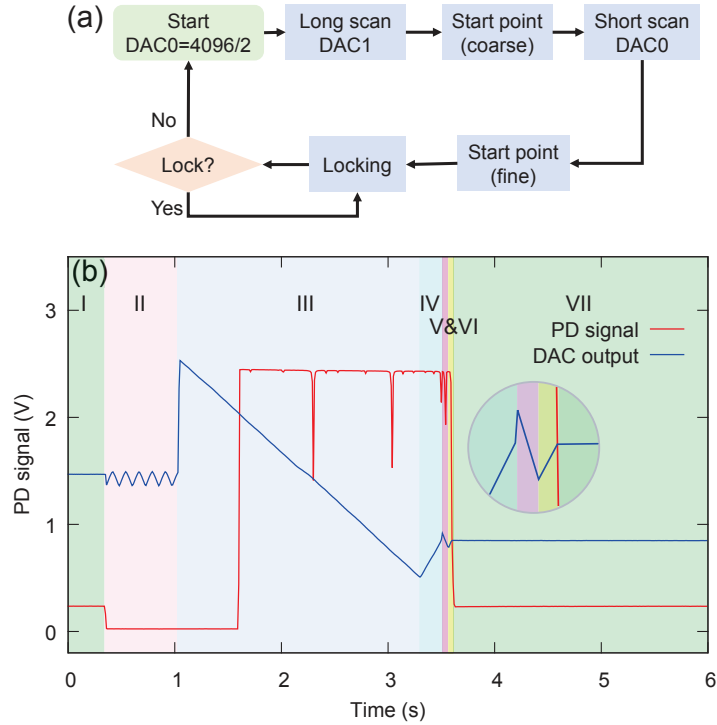 (a)
Start
DAC0=4096/2
Long scan
DAC1
Start point
(coarse)
Short scan
DAC0
No
Lock?
Locking
Start point
(fine)
Yes
(b)
I
II
III
IV
V&VI
VII
PD signal
DAC output
PD signal (V)
3
2
1
0
0
1
2
3
4
5
6
Time (s)